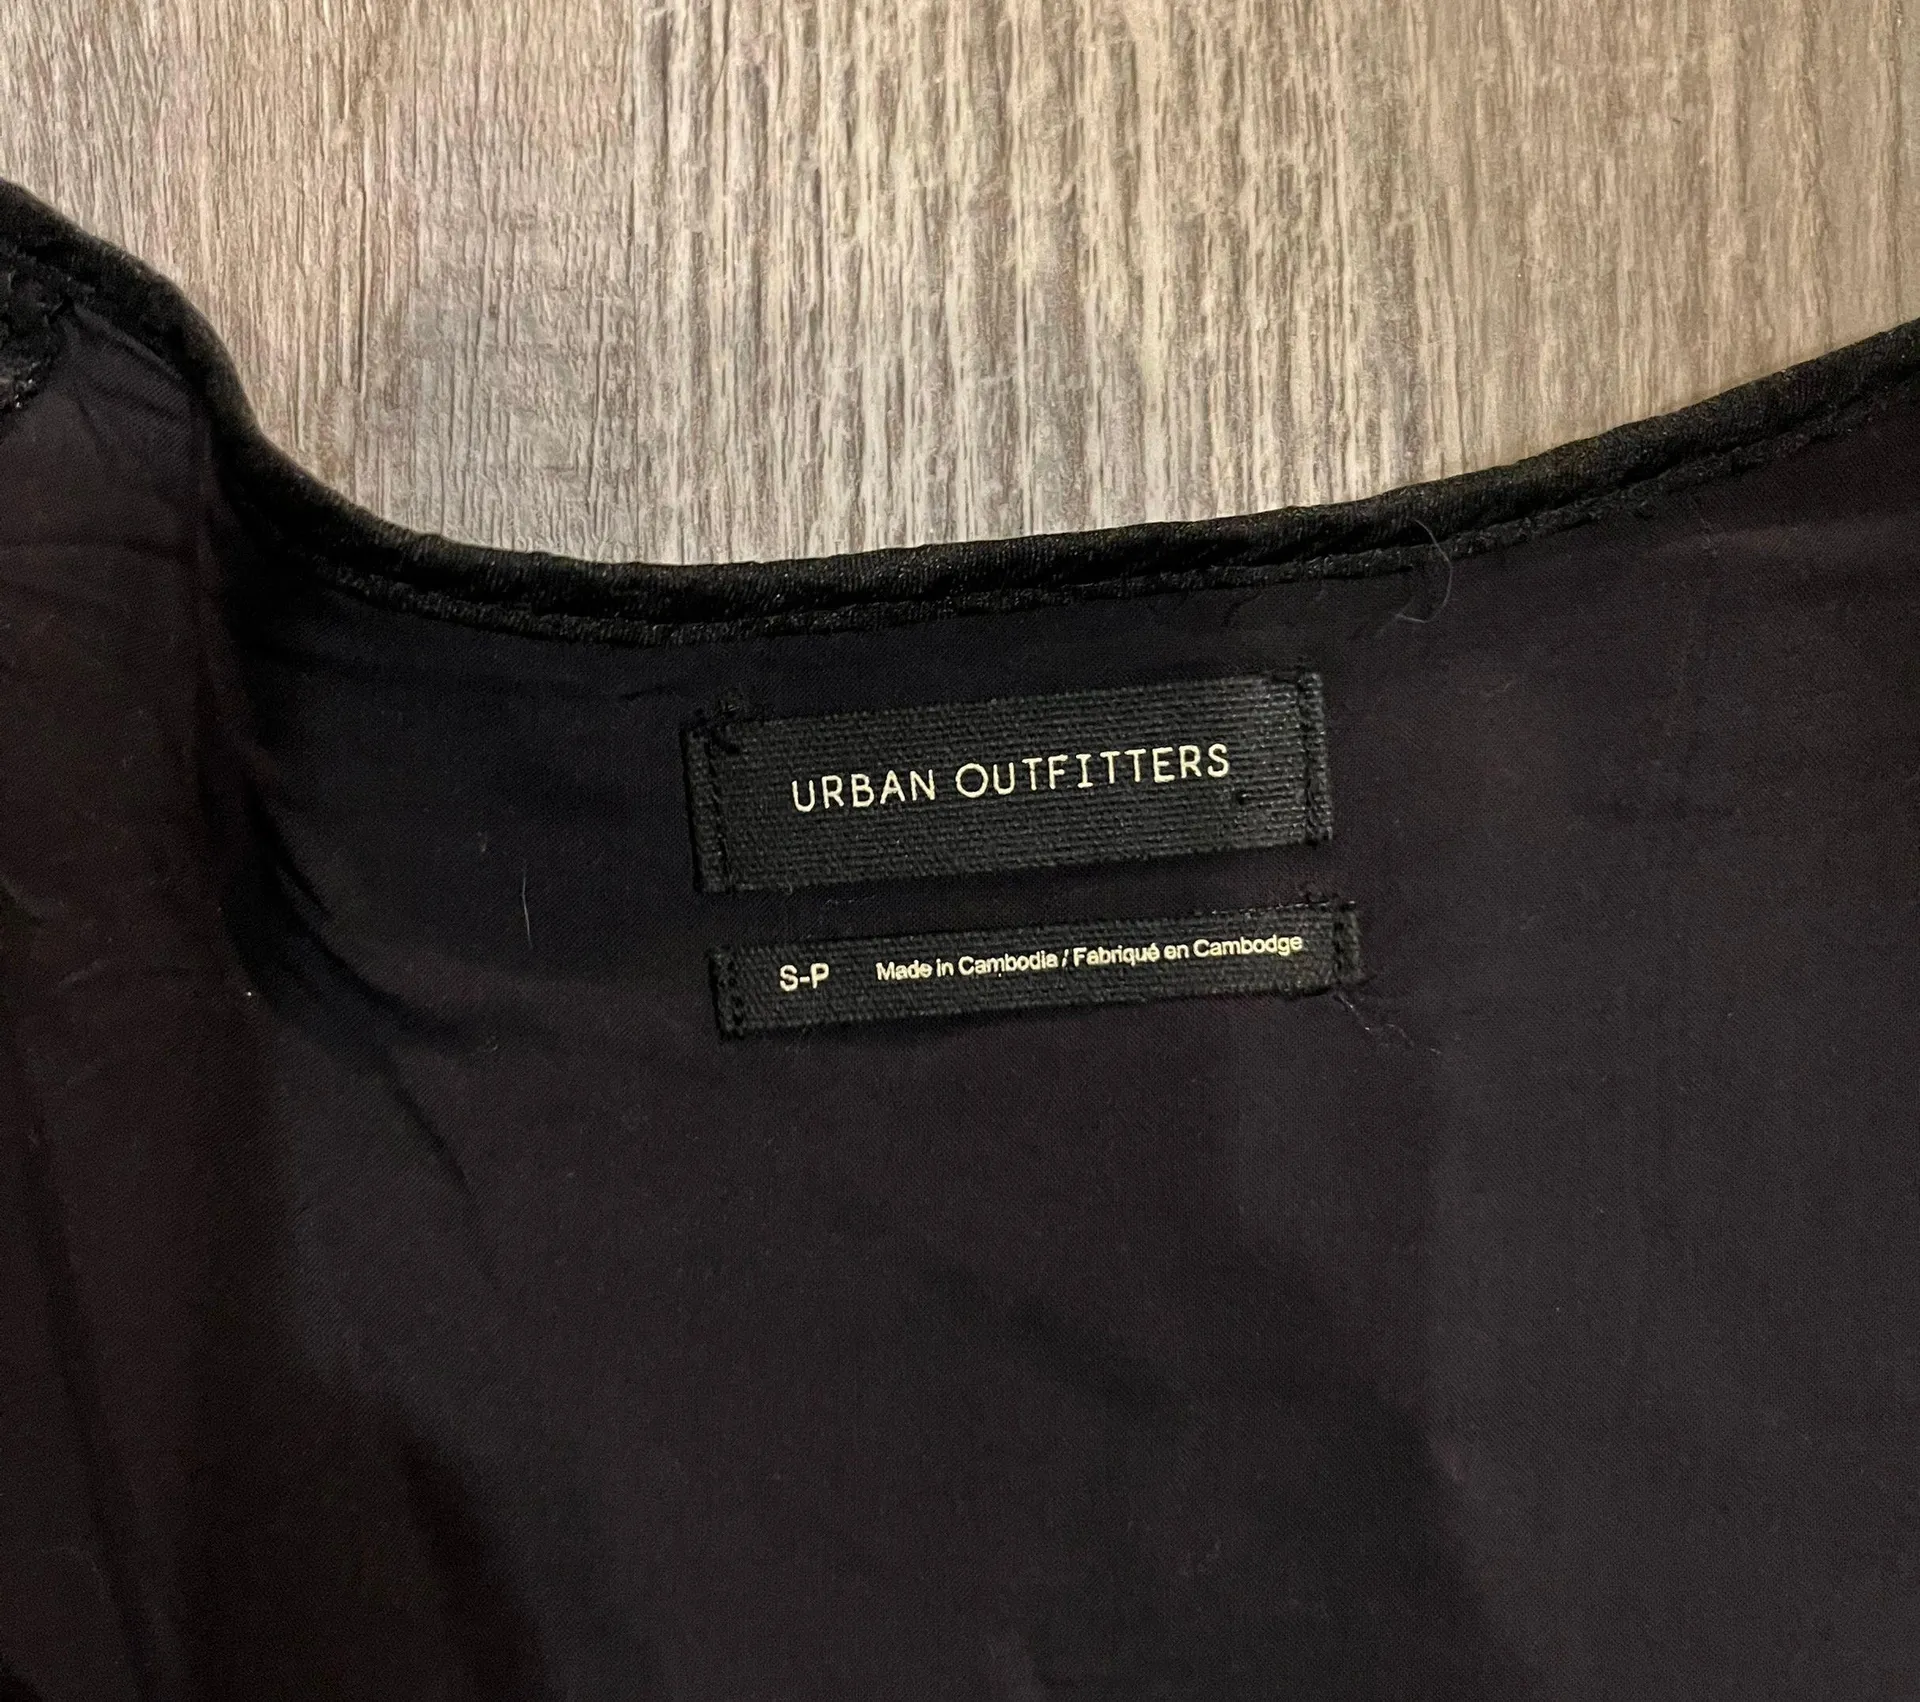 URBAN OUTFITTERS
S-P Made in Cambodia / Fabriqué en Cambodge